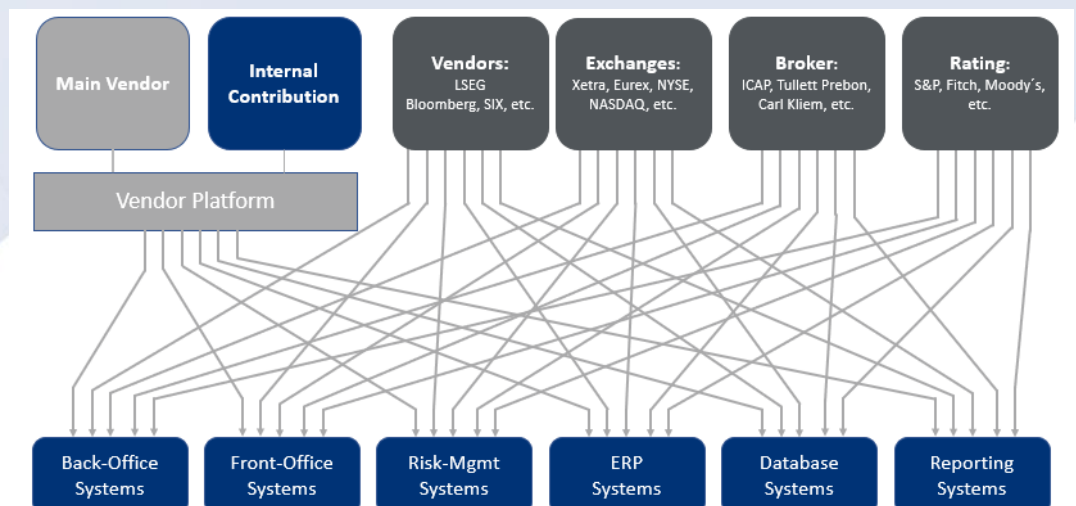 Main Vendor
Internal
Contribution
Vendors:
LSEG
Bloomberg, SIX, etc.
Exchanges:
Xetra, Eurex, NYSE,
NASDAQ, etc.
Broker:
ICAP, Tullett Prebon,
Carl Kliem, etc.
Rating:
S&P, Fitch, Moody´s,
etc.
Vendor Platform
Back-Office
Systems
Front-Office
Systems
Risk-Mgmt
Systems
ERP
Systems
Database
Systems
Reporting
Systems